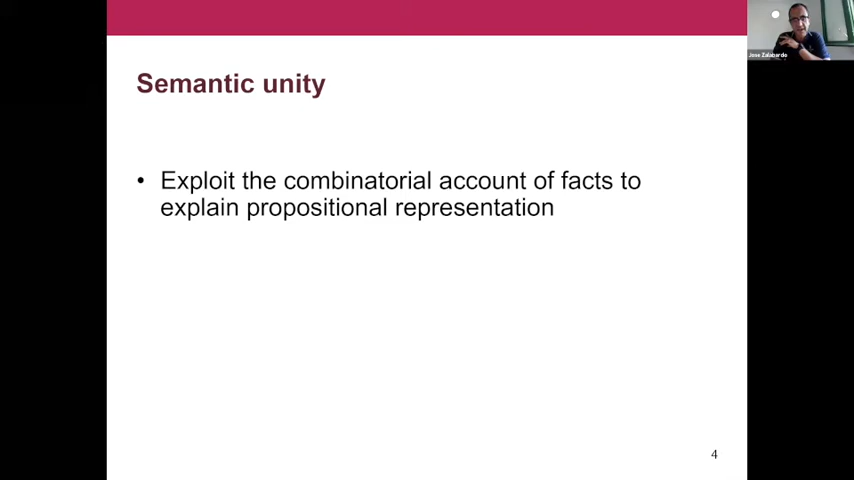 Semantic unity
• Exploit the combinatorial account of facts to
explain propositional representation
4
Jose Zalabardo